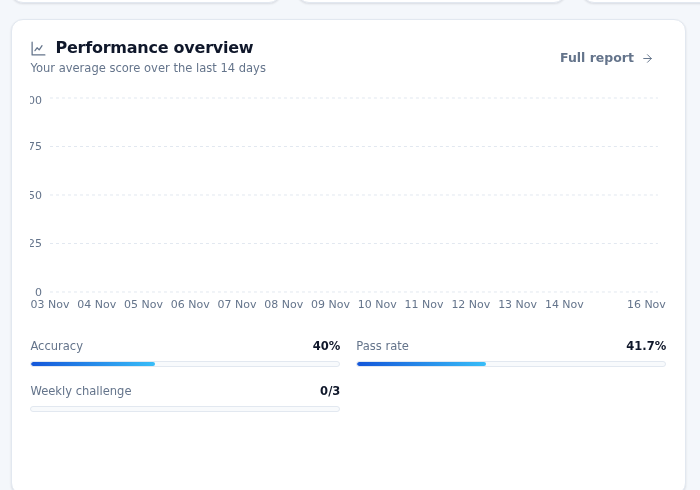 Performance overview
Your average score over the last 14 days
Full report →
00
75
50
25
0
03 Nov 04 Nov 05 Nov 06 Nov 07 Nov 08 Nov 09 Nov 10 Nov 11 Nov 12 Nov 13 Nov 14 Nov 16 Nov
Accuracy 40%
Pass rate 41.7%
Weekly challenge 0/3